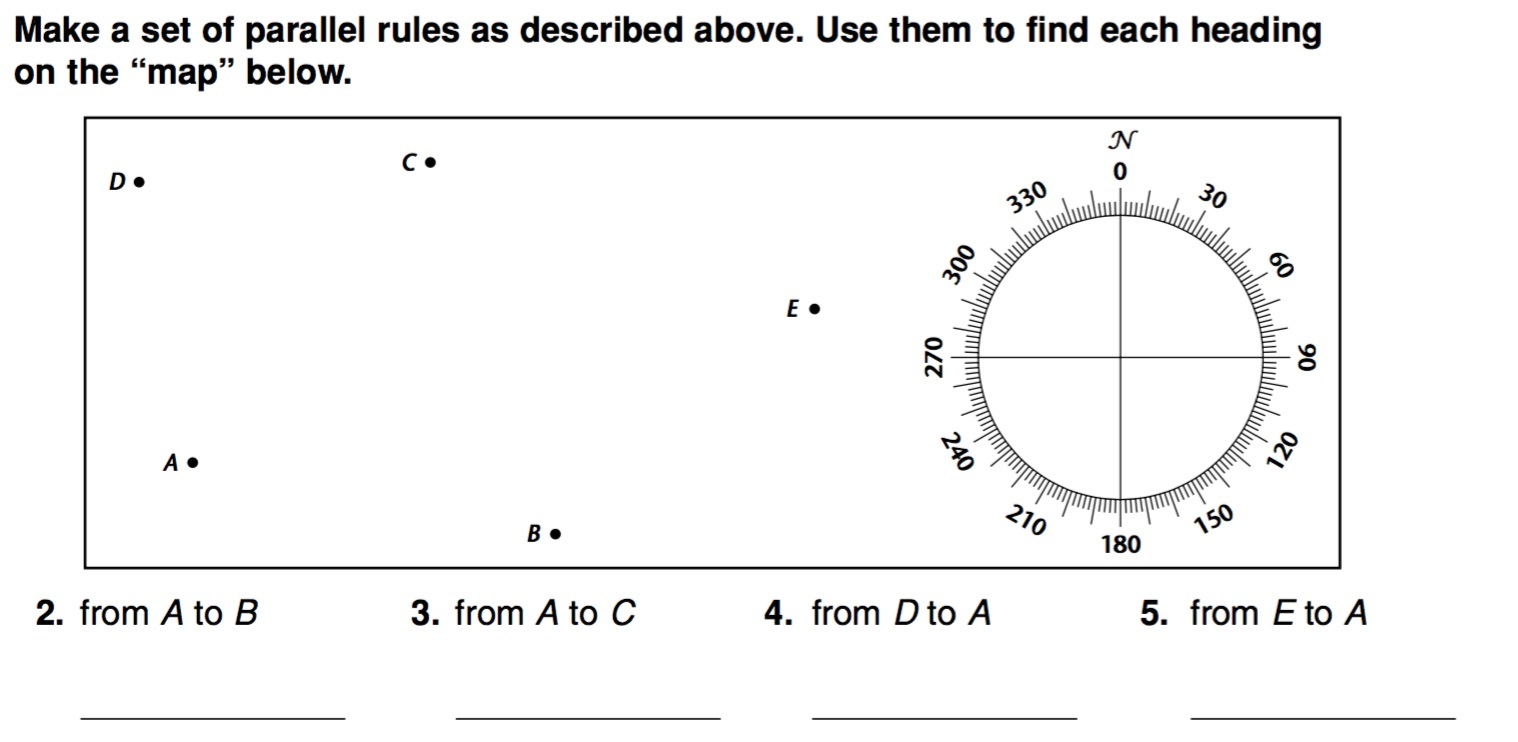 Make a set of parallel rules as described above. Use them to find each heading
on the “map” below.
N
0
30
60
90
120
150
180
210
240
270
300
330
D
C
E
A
B
2. from A to B 3. from A to C 4. from D to A 5. from E to A